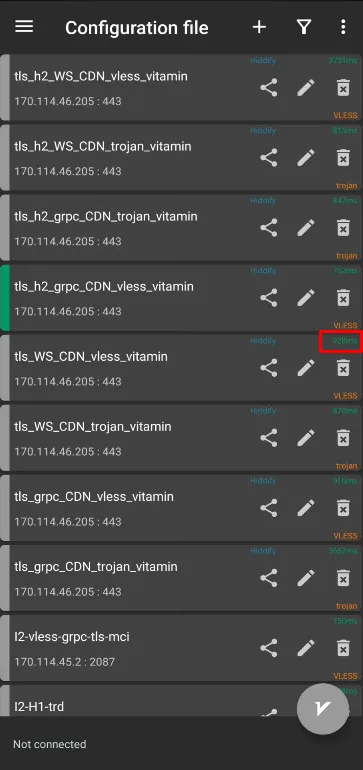 Configuration file
Hiddify 3731ms
tls_h2_WS_CDN_vless_vitamin
170.114.46.205 : 443
VLESS
Hiddify 815ms
tls_h2_WS_CDN_trojan_vitamin
170.114.46.205 : 443
trojan
Hiddify 847ms
tls_h2_grpc_CDN_trojan_vitamin
170.114.46.205 : 443
trojan
Hiddify
tls_h2_grpc_CDN_vless_vitamin
170.114.46.205 : 443
VLESS
Hiddify 928ms
tls_WS_CDN_vless_vitamin
170.114.46.205 : 443
VLESS
Hiddify 870ms
tls_WS_CDN_trojan_vitamin
170.114.46.205 : 443
trojan
Hiddify 910ms
tls_grpc_CDN_vless_vitamin
170.114.46.205 : 443
VLESS
Hiddify
tls_grpc_CDN_trojan_vitamin
170.114.46.205 : 443
trojan
790ms
I2-vless-grpc-tls-mci
170.114.45.2 : 2087
VLESS
I2-H1-trd
Not connected